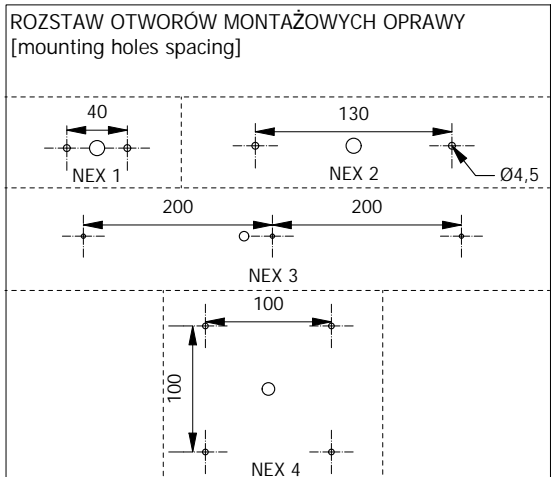 ROZSTAW OTWORÓW MONTAŻOWYCH OPRAWY
[mounting holes spacing]
40
NEX 1
130
NEX 2
Ø4,5
200
200
NEX 3
100
100
NEX 4